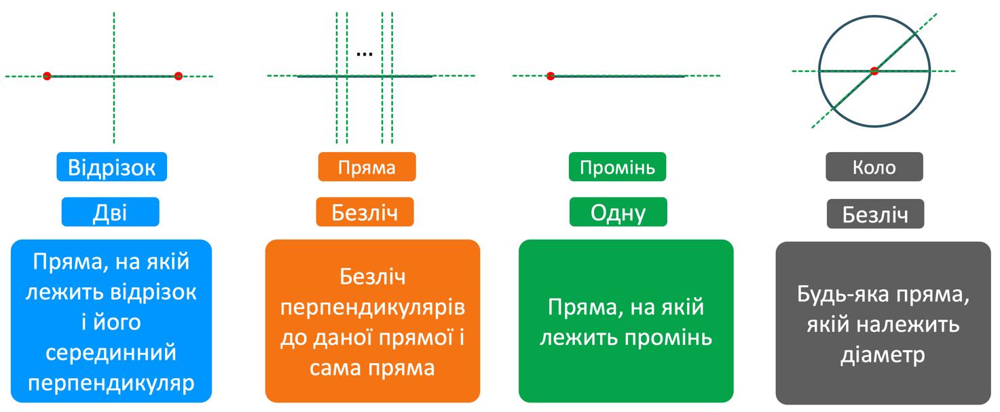 ...
Відрізок
Дві
Пряма, на якій
лежить відрізок
і його
серединний
перпендикуляр
Пряма
Безліч
Безліч
перпендикулярів
до даної прямої і
сама пряма
Промінь
Одну
Пряма, на якій
лежить промінь
Коло
Безліч
Будь-яка пряма,
якій належить
діаметр